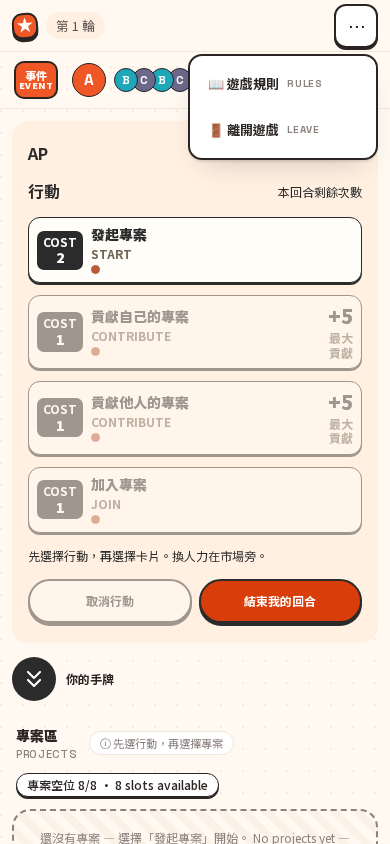 第 1 輪
事件
EVENT
A
B
C
B
C
📖 遊戲規則 RULES
🚪 離開遊戲 LEAVE
AP
行動
本回合剩餘次數
COST
2
發起專案
START
COST
1
貢獻自己的專案
CONTRIBUTE
+5
最大
貢獻
COST
1
貢獻他人的專案
CONTRIBUTE
+5
最大
貢獻
COST
1
加入專案
JOIN
先選擇行動，再選擇卡片。換人力在市場旁。
取消行動
結束我的回合
你的手牌
專案區
PROJECTS
ⓘ 先選行動，再選擇專案
專案空位 8/8 • 8 slots available
還沒有專案 — 選擇「發起專案」開始。 No projects yet —